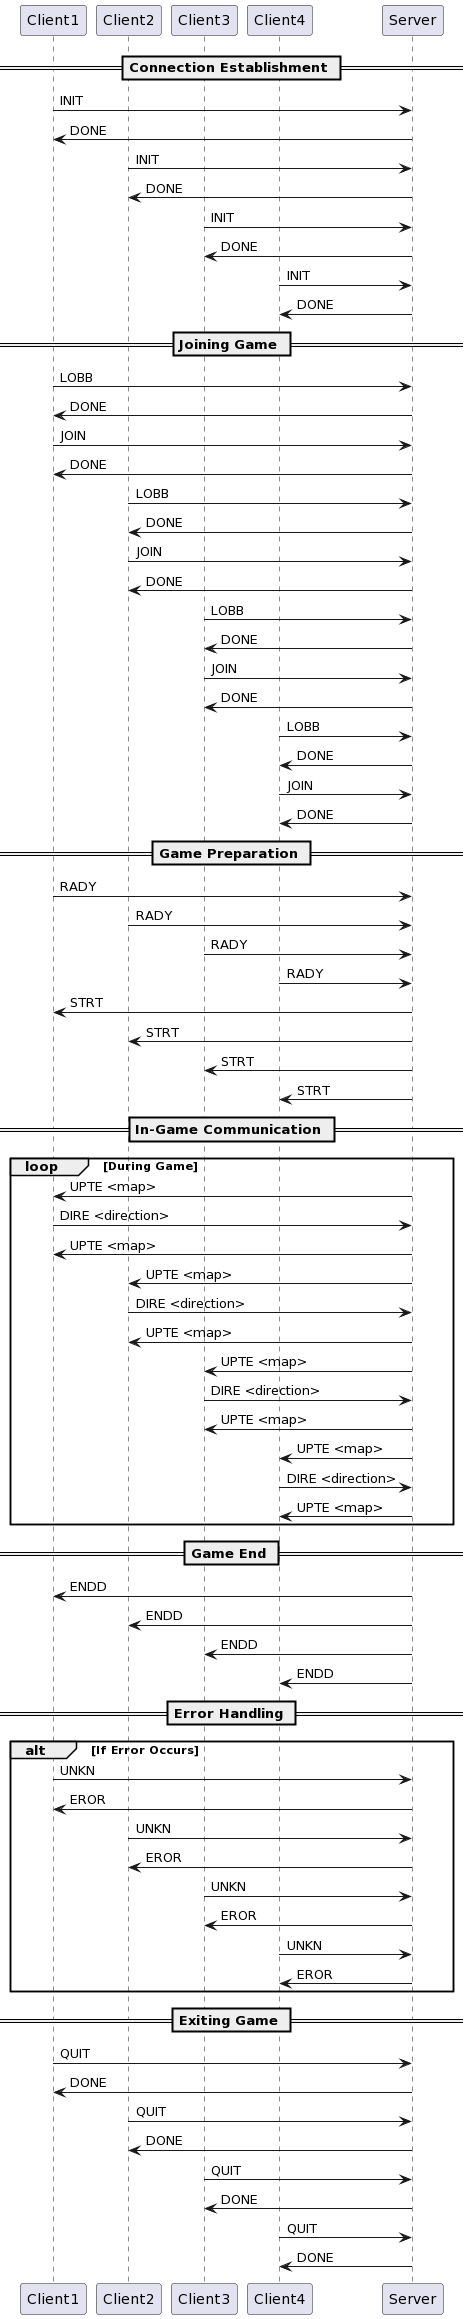 Client1 Client2 Client3 Client4 Server
Connection Establishment
INIT
DONE
INIT
DONE
INIT
DONE
INIT
DONE
Joining Game
LOBB
DONE
JOIN
DONE
LOBB
DONE
JOIN
DONE
LOBB
DONE
JOIN
DONE
LOBB
DONE
JOIN
DONE
Game Preparation
RADY
RADY
RADY
RADY
STRT
STRT
STRT
STRT
In-Game Communication
loop [During Game]
UPTE <map>
DIRE <direction>
UPTE <map>
UPTE <map>
DIRE <direction>
UPTE <map>
UPTE <map>
DIRE <direction>
UPTE <map>
UPTE <map>
DIRE <direction>
UPTE <map>
Game End
ENDD
ENDD
ENDD
ENDD
Error Handling
alt [If Error Occurs]
UNKN
EROR
UNKN
EROR
UNKN
EROR
UNKN
EROR
Exiting Game
QUIT
DONE
QUIT
DONE
QUIT
DONE
QUIT
DONE
Client1 Client2 Client3 Client4 Server